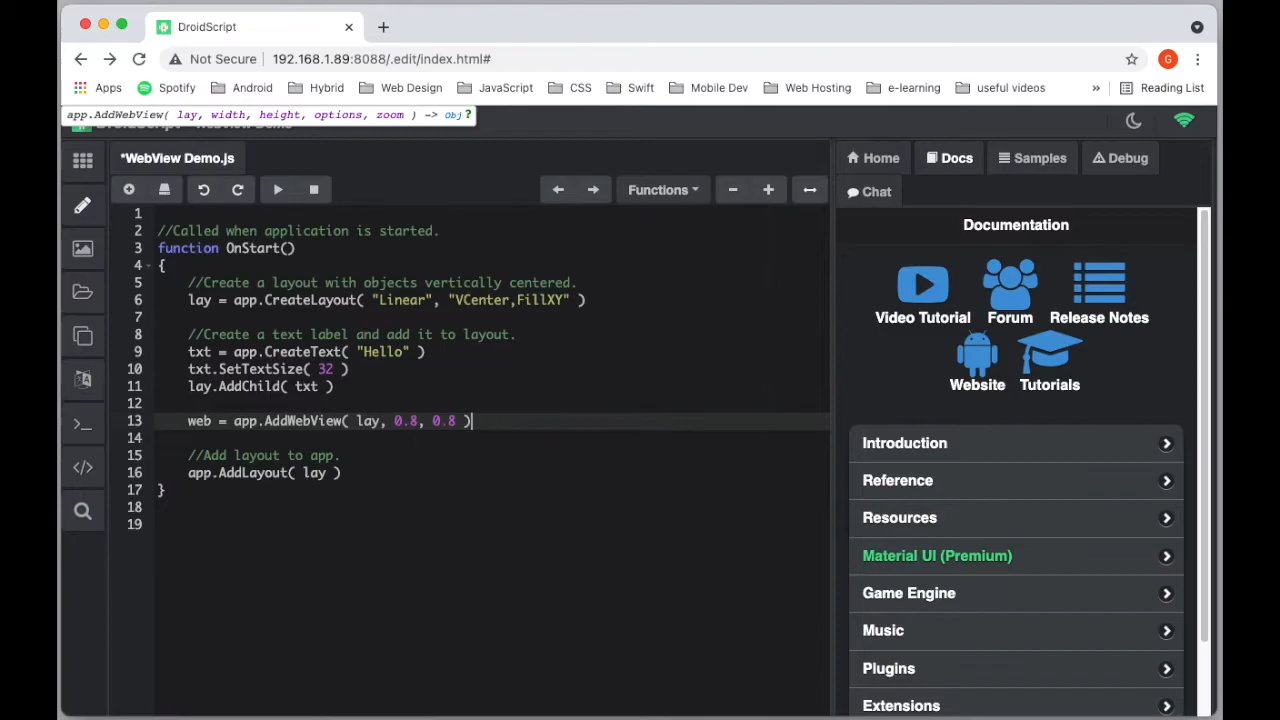 DroidScript
Not Secure
192.168.1.89:8088/.edit/index.html#
G
Apps
Spotify
Android
Hybrid
Web Design
JavaScript
CSS
Swift
Mobile Dev
Web Hosting
e-learning
useful videos
»
Reading List
app.AddWebView( lay, width, height, options, zoom ) -> Obj ?
*WebView Demo.js
Home
Docs
Samples
Debug
Functions
Chat
1
2 //Called when application is started.
3 function OnStart()
4 {
5 //Create a layout with objects vertically centered.
6 lay = app.CreateLayout( "Linear", "VCenter,FillXY" )
7
8 //Create a text label and add it to layout.
9 txt = app.CreateText( "Hello" )
10 txt.SetTextSize( 32 )
11 lay.AddChild( txt )
12
13 web = app.AddWebView( lay, 0.8, 0.8 )
14
15 //Add layout to app.
16 app.AddLayout( lay )
17 }
18
19
Documentation
Video Tutorial
Forum
Release Notes
Website
Tutorials
Introduction
Reference
Resources
Material UI (Premium)
Game Engine
Music
Plugins
Extensions